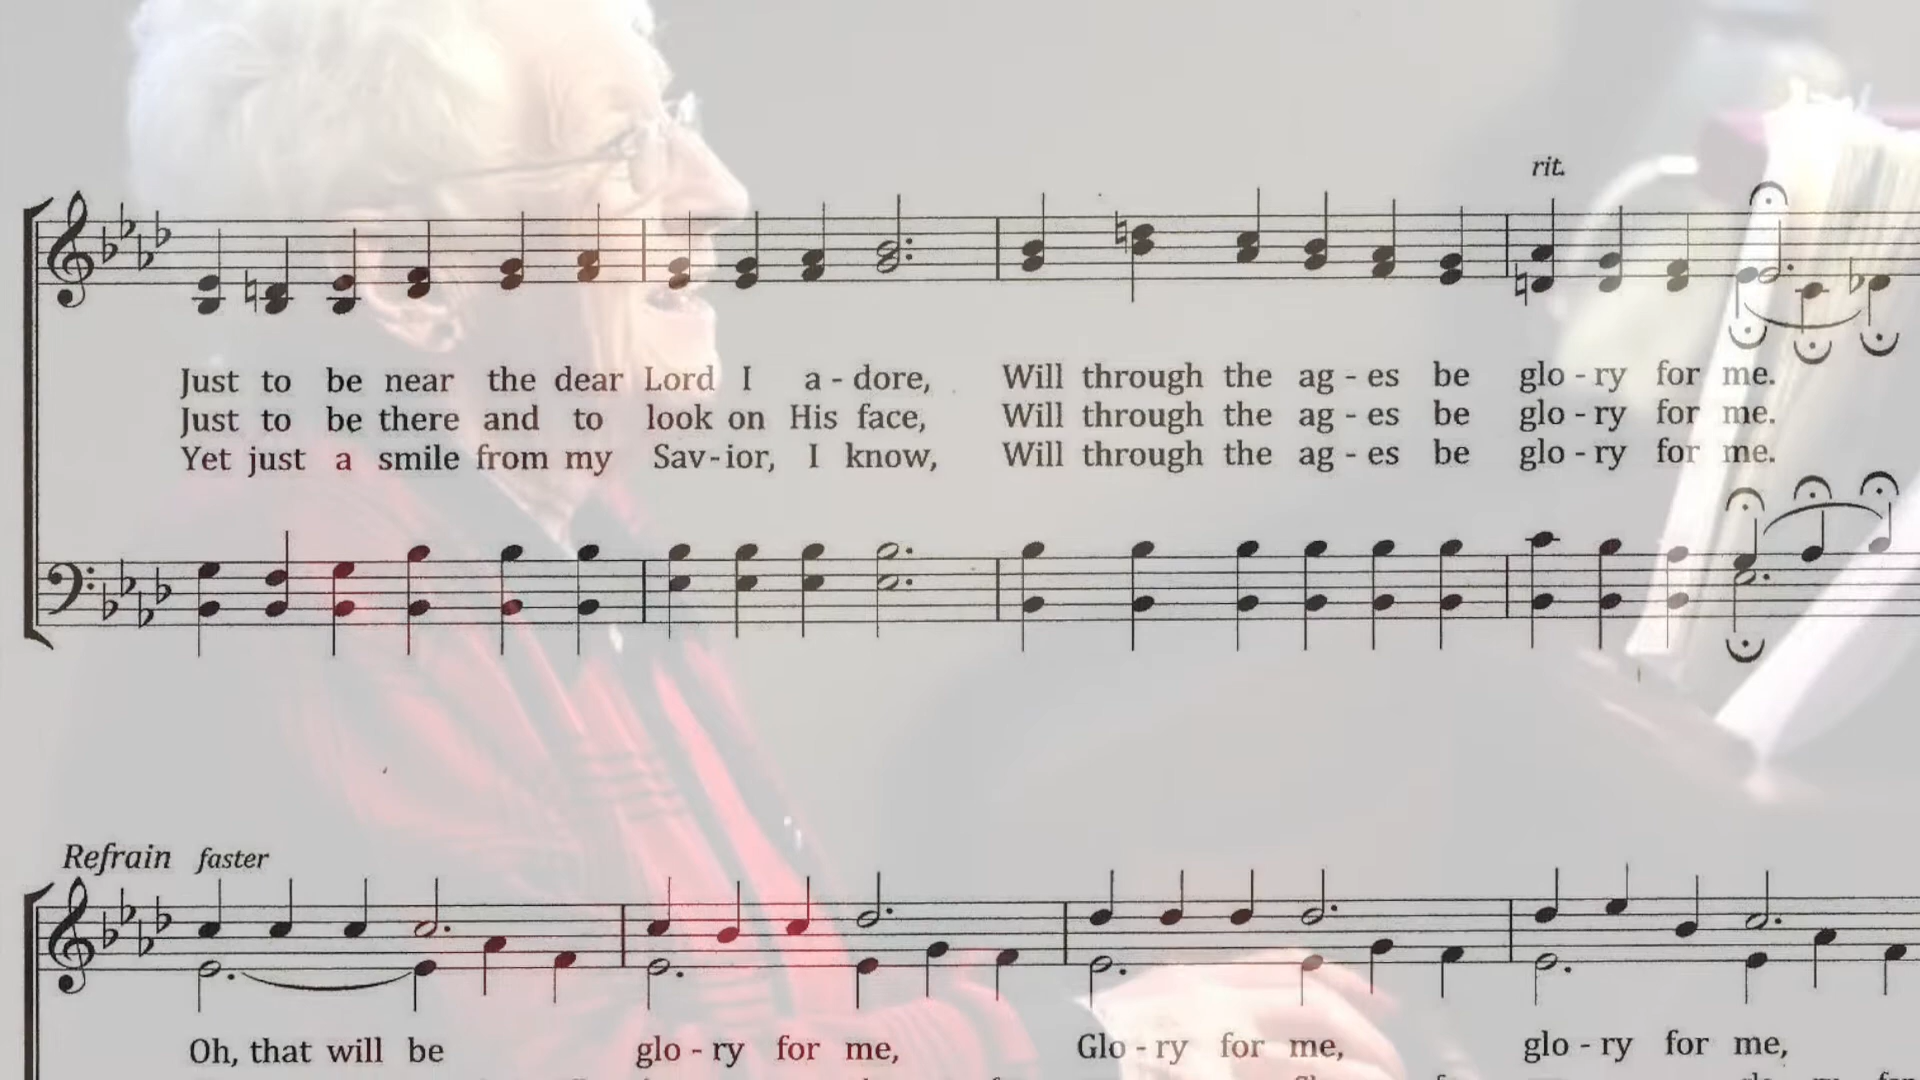 rit.
Just to be near the dear Lord I a - dore, Will through the ag - es be glo - ry for me.
Just to be there and to look on His face, Will through the ag - es be glo - ry for me.
Yet just a smile from my Sav - ior, I know, Will through the ag - es be glo - ry for me.
Refrain faster
Oh, that will be glo - ry for me, Glo - ry for me, glo - ry for me,